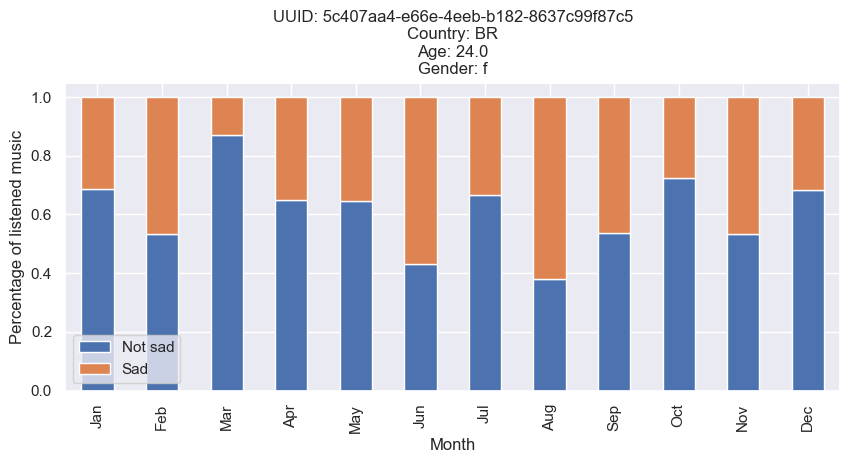 UUID: 5c407aa4-e66e-4eeb-b182-8637c99f87c5
Country: BR
Age: 24.0
Gender: f
Percentage of listened music
1.0
0.8
0.6
0.4
0.2
0.0
Not sad
Sad
Jan
Feb
Mar
Apr
May
Jun
Jul
Aug
Sep
Oct
Nov
Dec
Month